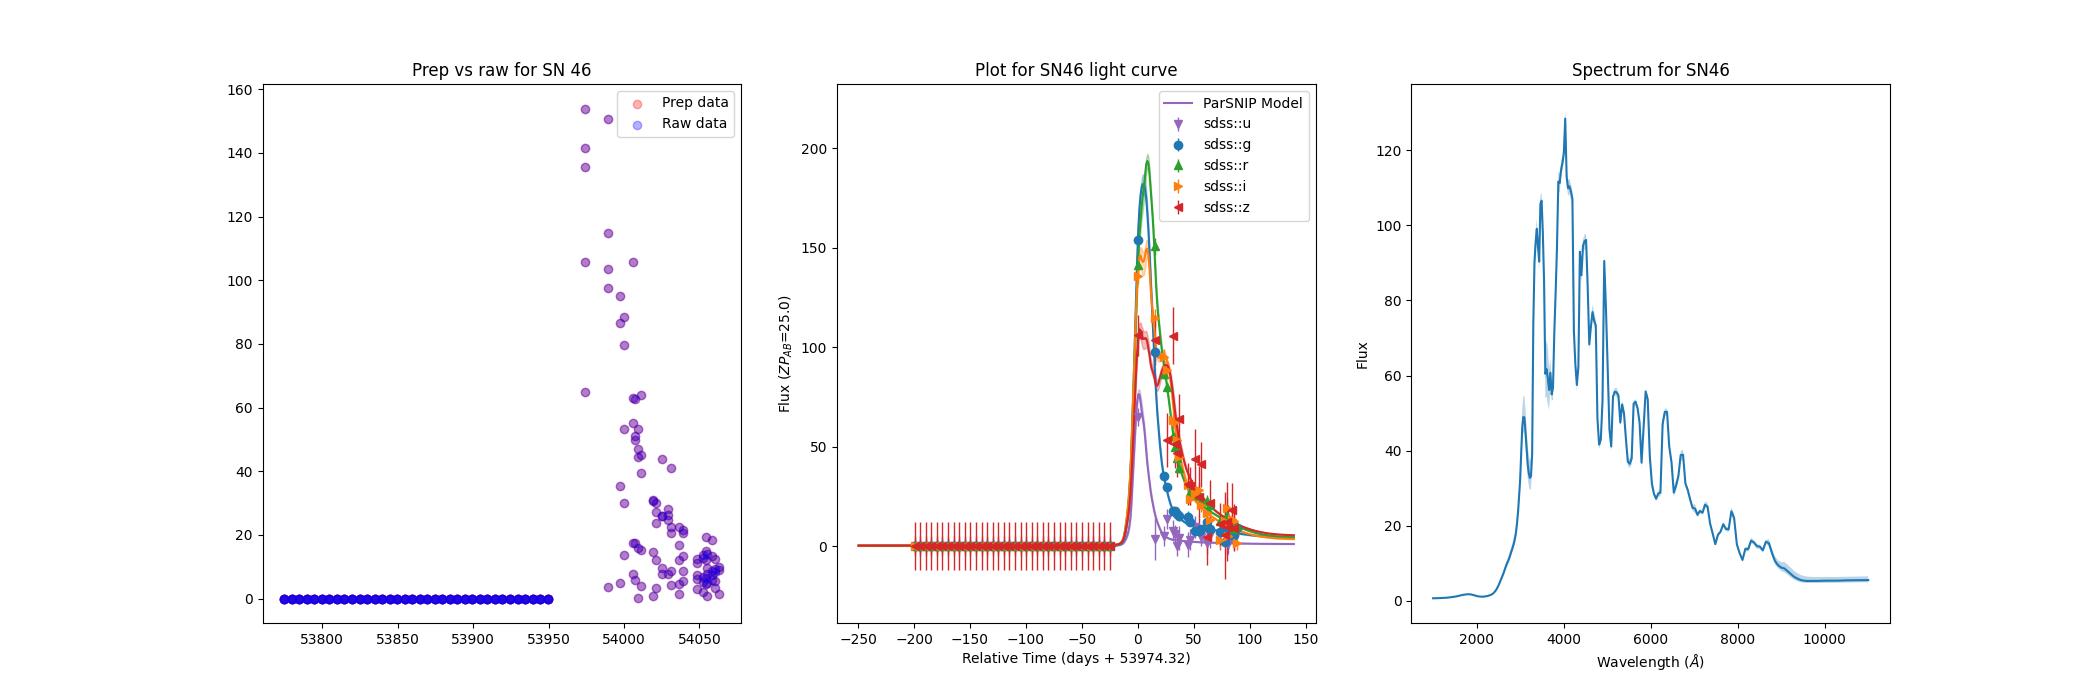 Prep vs raw for SN 46
160
140
120
100
80
60
40
20
0
53800
53850
53900
53950
54000
54050
Prep data
Raw data
Plot for SN46 light curve
Flux (ZP_AB=25.0)
200
150
100
50
0
−250
−200
−150
−100
−50
0
50
100
150
Relative Time (days + 53974.32)
ParSNIP Model
sdss::u
sdss::g
sdss::r
sdss::i
sdss::z
Spectrum for SN46
Flux
120
100
80
60
40
20
0
2000
4000
6000
8000
10000
Wavelength (Å)